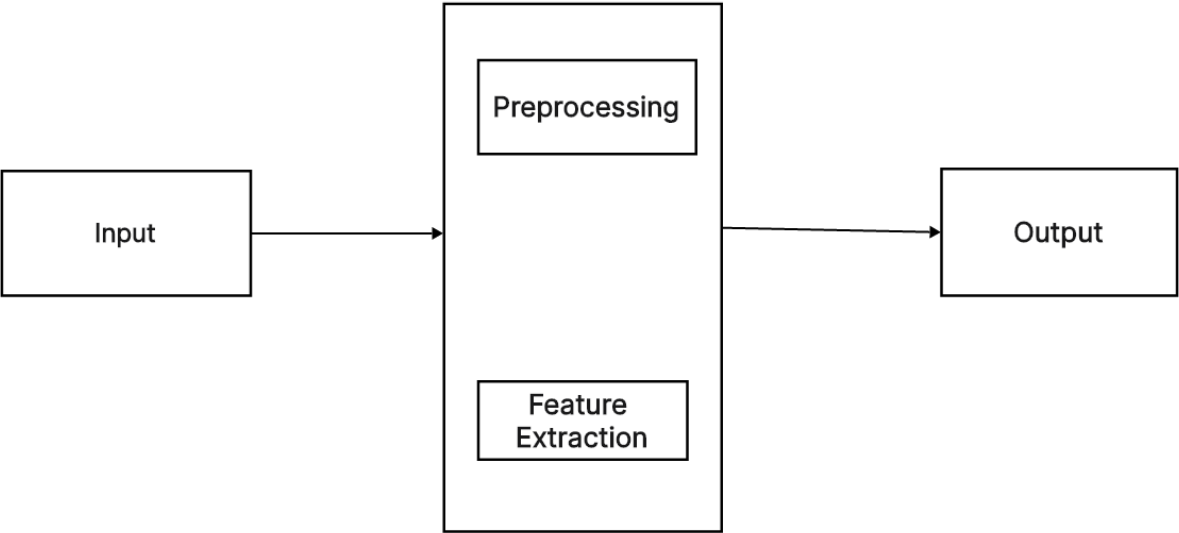 Preprocessing
Input
Output
Feature
Extraction